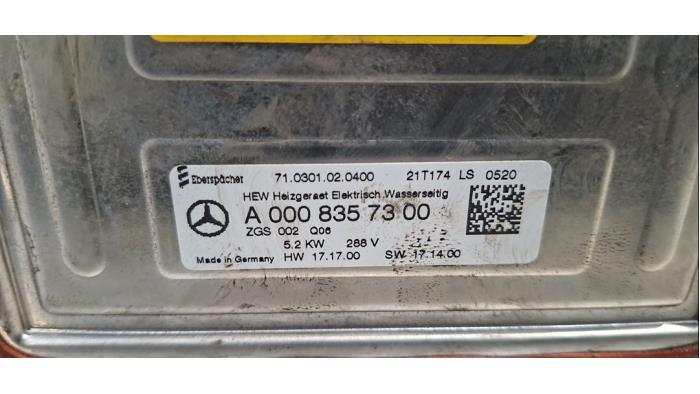 Eberspächer 71.0301.02.0400 21T174 LS 0520
HEW Heizgeraet Elektrisch Wasserseitig
A 000 835 73 00
ZGS 002 Q06
5.2 KW 288 V
Made in Germany HW 17.17.00 SW 17.14.00